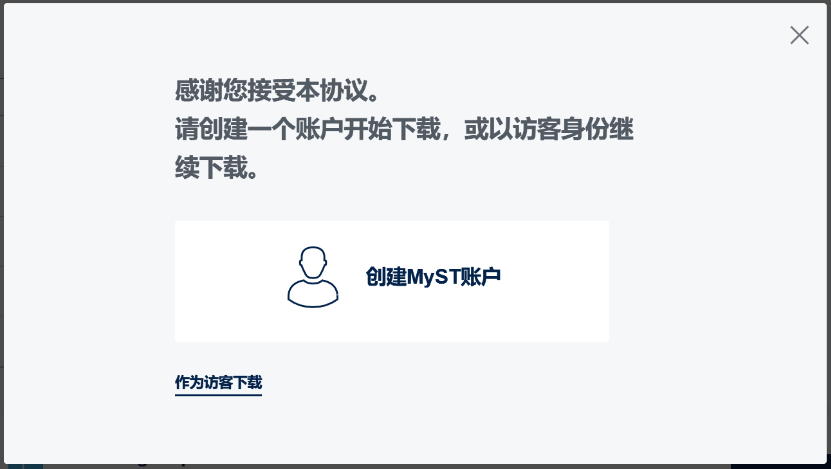 感谢您接受本协议。
请创建一个账户开始下载，或以访客身份继
续下载。
创建MyST账户
作为访客下载